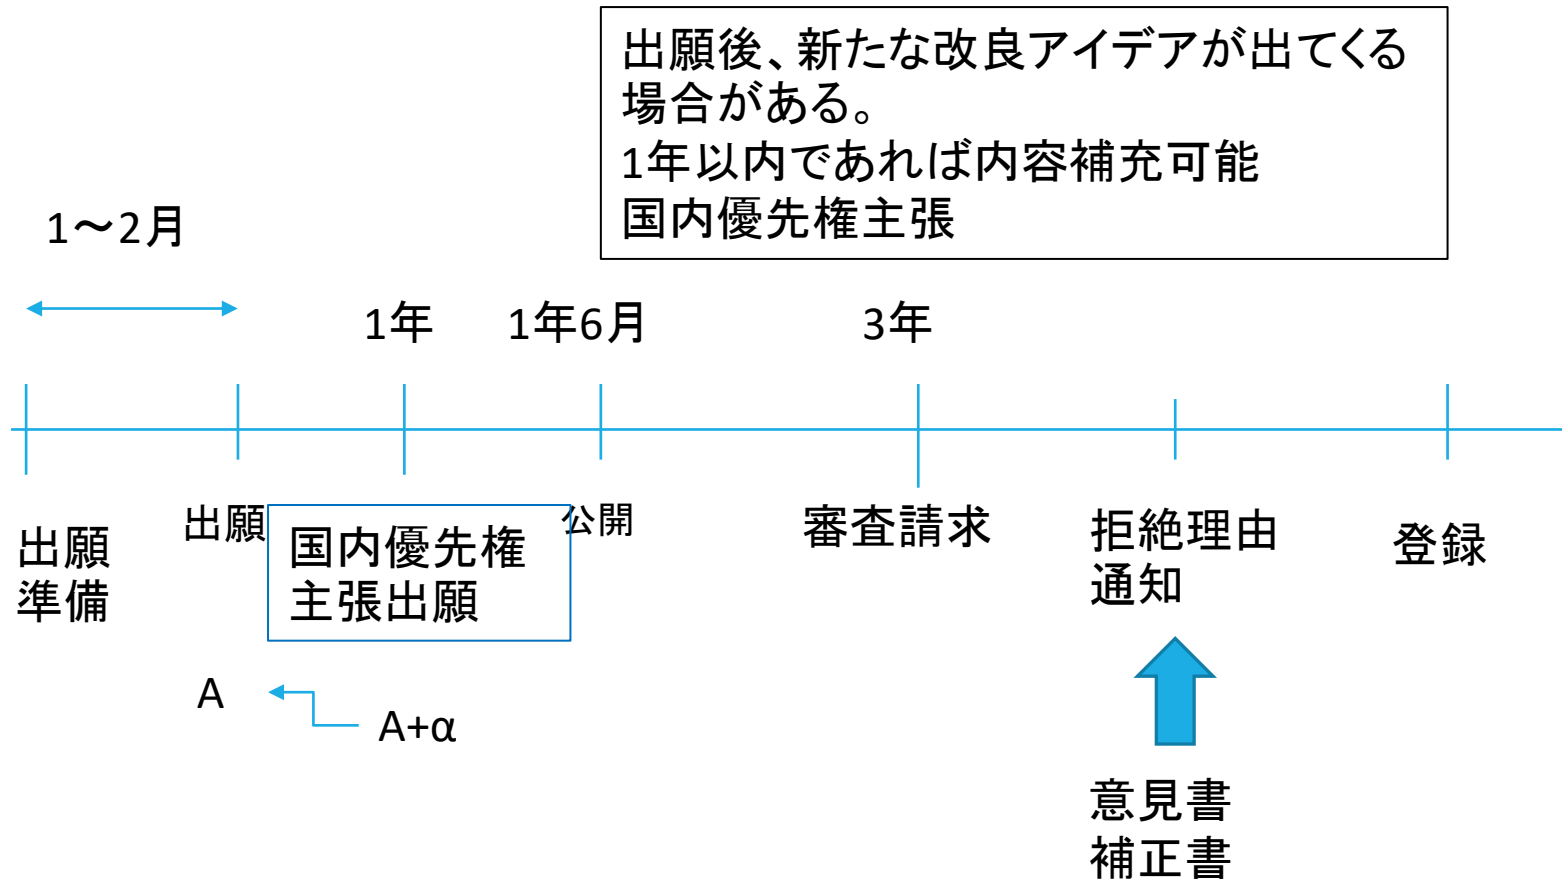 出願後、新たな改良アイデアが出てくる
場合がある。
1年以内であれば内容補充可能
国内優先権主張
1～2月
1年
1年6月
3年
出願
準備
出願
国内優先権
主張出願
公開
審査請求
拒絶理由
通知
登録
A
A+α
意見書
補正書